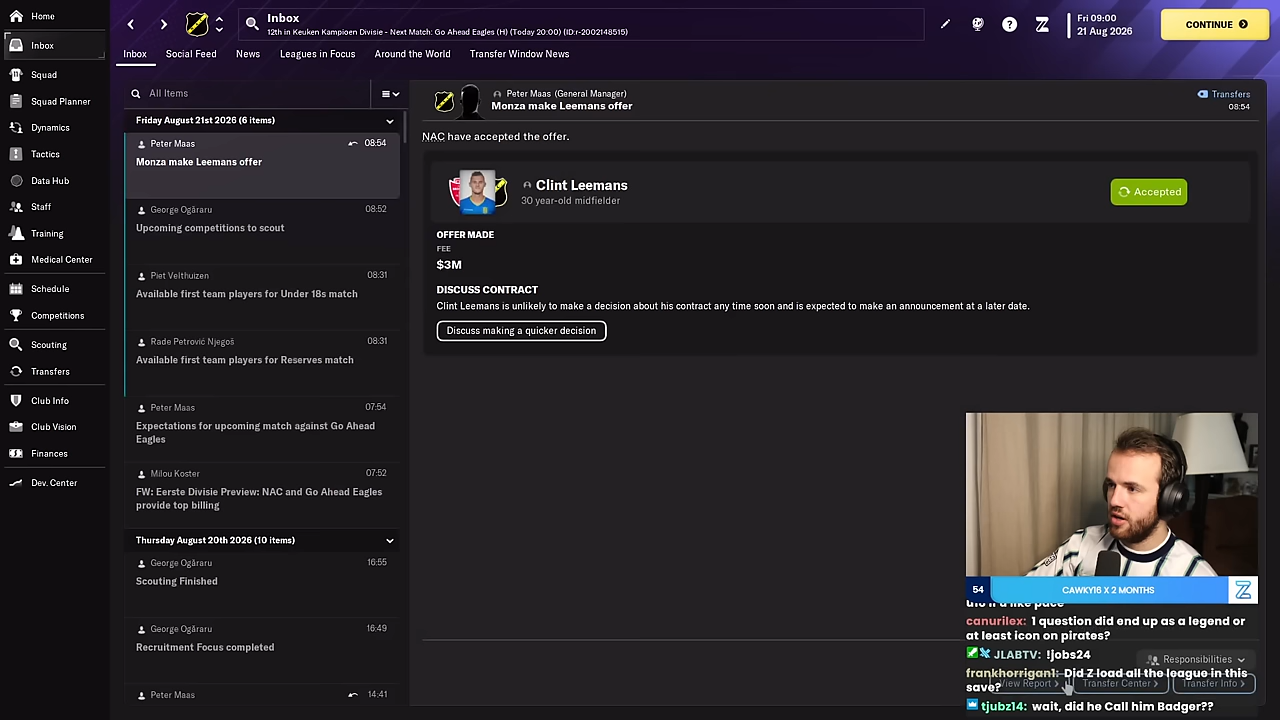 Home
Inbox
Squad
Squad Planner
Dynamics
Tactics
Data Hub
Staff
Training
Medical Center
Schedule
Competitions
Scouting
Transfers
Club Info
Club Vision
Finances
Dev. Center
Inbox
12th in Keuken Kampioen Divisie - Next Match: Go Ahead Eagles (H) (Today 20:00) (ID:r-2002148515)
Fri 09:00
21 Aug 2026
CONTINUE
Inbox Social Feed News Leagues in Focus Around the World Transfer Window News
All Items
Friday August 21st 2026 (6 items)
Peter Maas 08:54
Monza make Leemans offer
George Ogăraru 08:52
Upcoming competitions to scout
Piet Velthuizen 08:31
Available first team players for Under 18s match
Rade Petrović Njegoš 08:31
Available first team players for Reserves match
Peter Maas 07:54
Expectations for upcoming match against Go Ahead
Eagles
Milou Koster 07:52
FW: Eerste Divisie Preview: NAC and Go Ahead Eagles
provide top billing
Thursday August 20th 2026 (10 items)
George Ogăraru 16:55
Scouting Finished
George Ogăraru 16:49
Recruitment Focus completed
Peter Maas 14:41
Peter Maas (General Manager)
Monza make Leemans offer
Transfers
08:54
NAC have accepted the offer.
Clint Leemans
30 year-old midfielder
Accepted
OFFER MADE
FEE
$3M
DISCUSS CONTRACT
Clint Leemans is unlikely to make a decision about his contract any time soon and is expected to make an announcement at a later date.
Discuss making a quicker decision
54 CAWKY16 X 2 MONTHS Z
canurilex: 1 question did end up as a legend or
at least icon on pirates?
JLABTV: !jobs24
Responsibilities
frankhorrigan1: Did Z load all the league in this
save?
View Report Transfer Center Transfer Info
tjubz14: wait, did he Call him Badger??